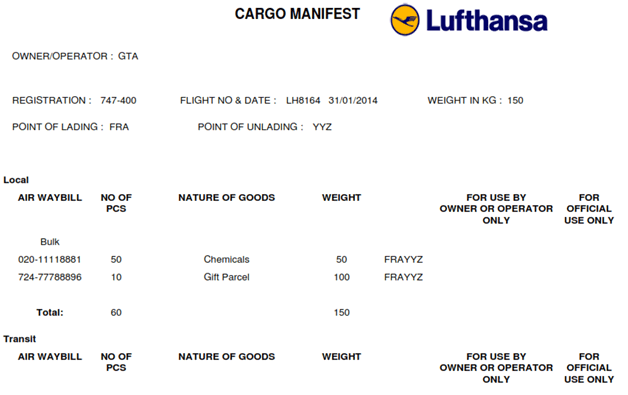 CARGO MANIFEST Lufthansa
OWNER/OPERATOR : GTA
REGISTRATION : 747-400 FLIGHT NO & DATE : LH8164 31/01/2014 WEIGHT IN KG : 150
POINT OF LADING : FRA POINT OF UNLADING : YYZ
Local
AIR WAYBILL NO OF PCS NATURE OF GOODS WEIGHT FOR USE BY OWNER OR OPERATOR ONLY FOR OFFICIAL USE ONLY
Bulk
020-11118881 50 Chemicals 50 FRAYYZ
724-77788896 10 Gift Parcel 100 FRAYYZ
Total: 60 150
Transit
AIR WAYBILL NO OF PCS NATURE OF GOODS WEIGHT FOR USE BY OWNER OR OPERATOR ONLY FOR OFFICIAL USE ONLY